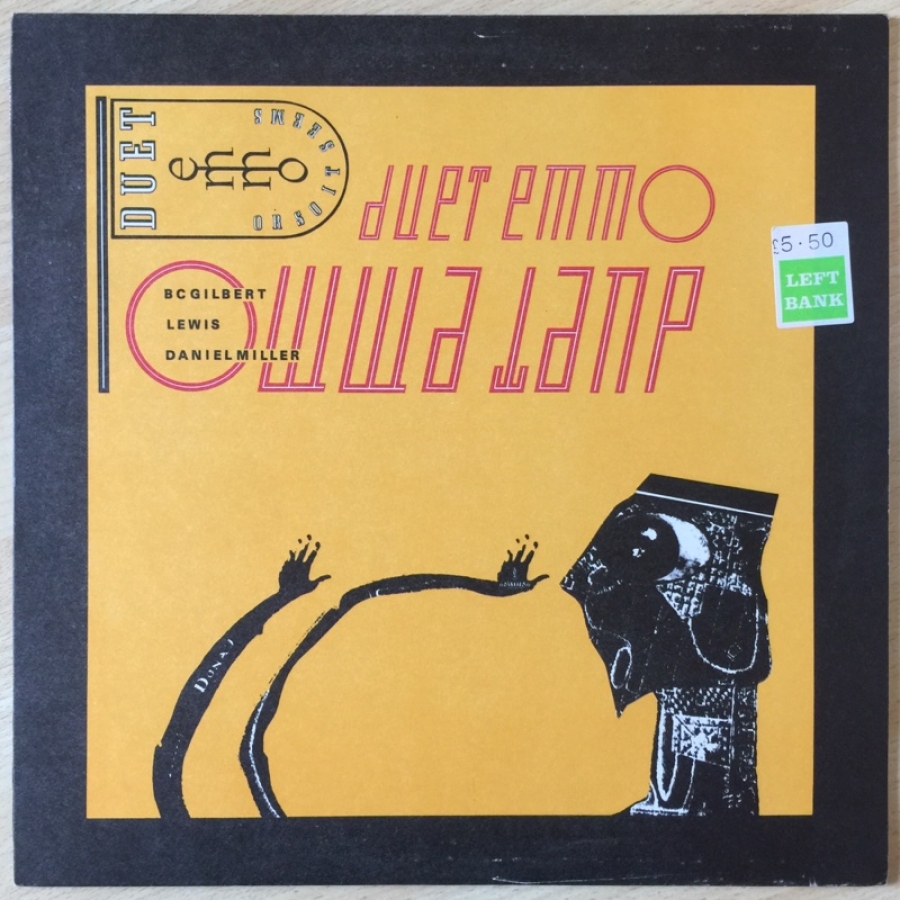 DUET
emmo
OR SO IT SEEMS
duet emmo
duet emmo
BC GILBERT
LEWIS
DANIEL MILLER
£5·50
LEFT
BANK